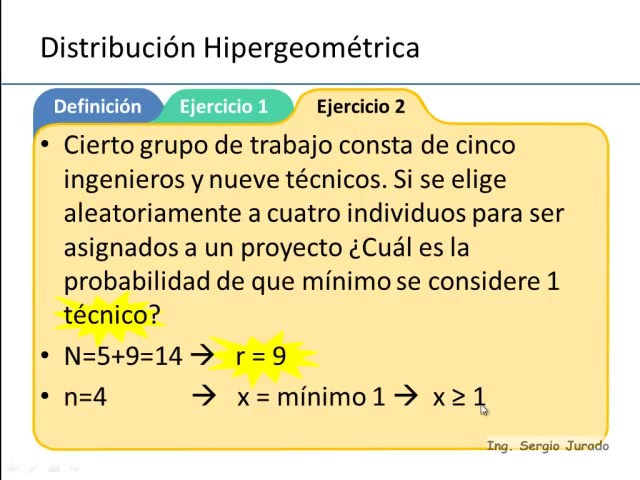 Distribución Hipergeométrica
Definición
Ejercicio 1
Ejercicio 2
• Cierto grupo de trabajo consta de cinco
ingenieros y nueve técnicos. Si se elige
aleatoriamente a cuatro individuos para ser
asignados a un proyecto ¿Cuál es la
probabilidad de que mínimo se considere 1
técnico?
• N=5+9=14 → r = 9
• n=4 → x = mínimo 1 → x ≥ 1
Ing. Sergio Jurado